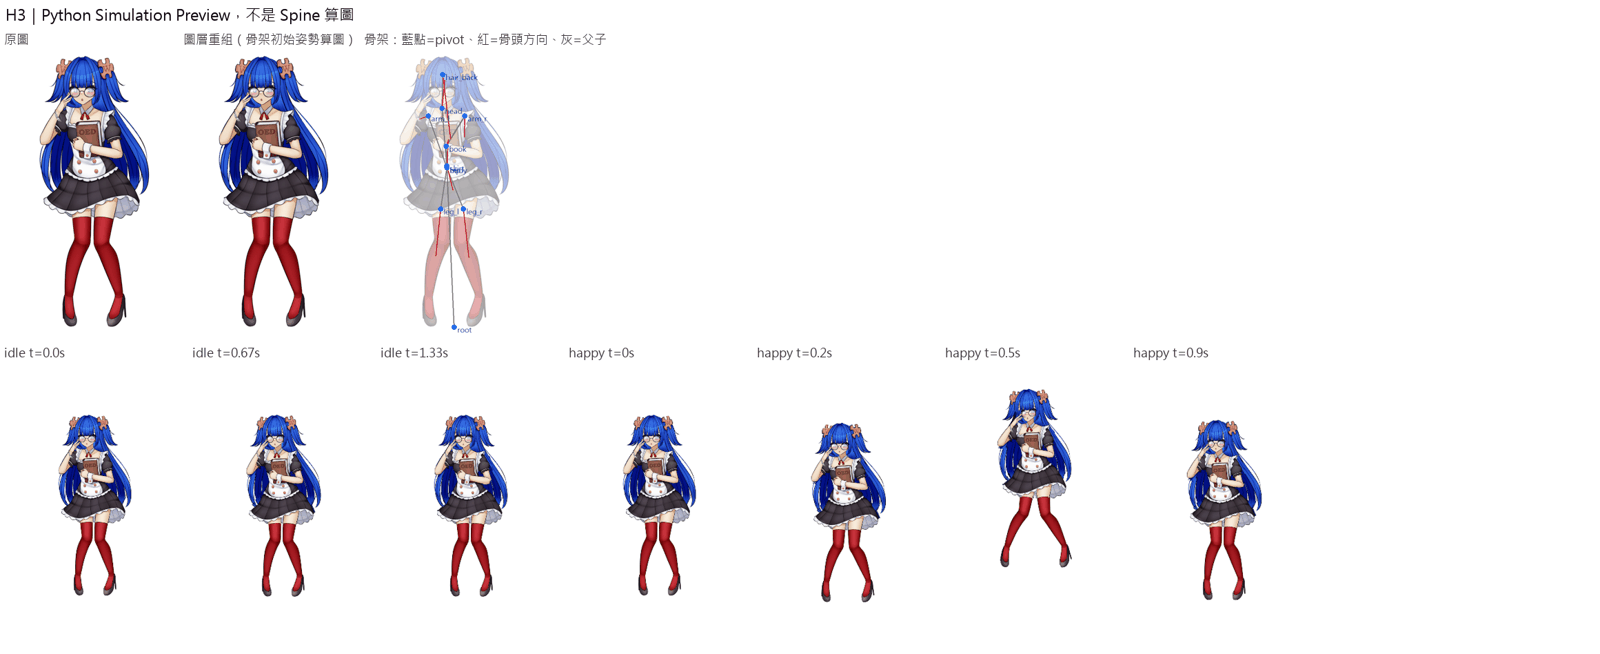 H3｜Python Simulation Preview，不是 Spine 算圖
原圖
圖層重組（骨架初始姿勢算圖）
骨架：藍點=pivot、紅=骨頭方向、灰=父子
hair_back
head
arm_l
arm_r
book
body
leg_l
leg_r
root
QED
QED
idle t=0.0s
idle t=0.67s
idle t=1.33s
happy t=0s
happy t=0.2s
happy t=0.5s
happy t=0.9s